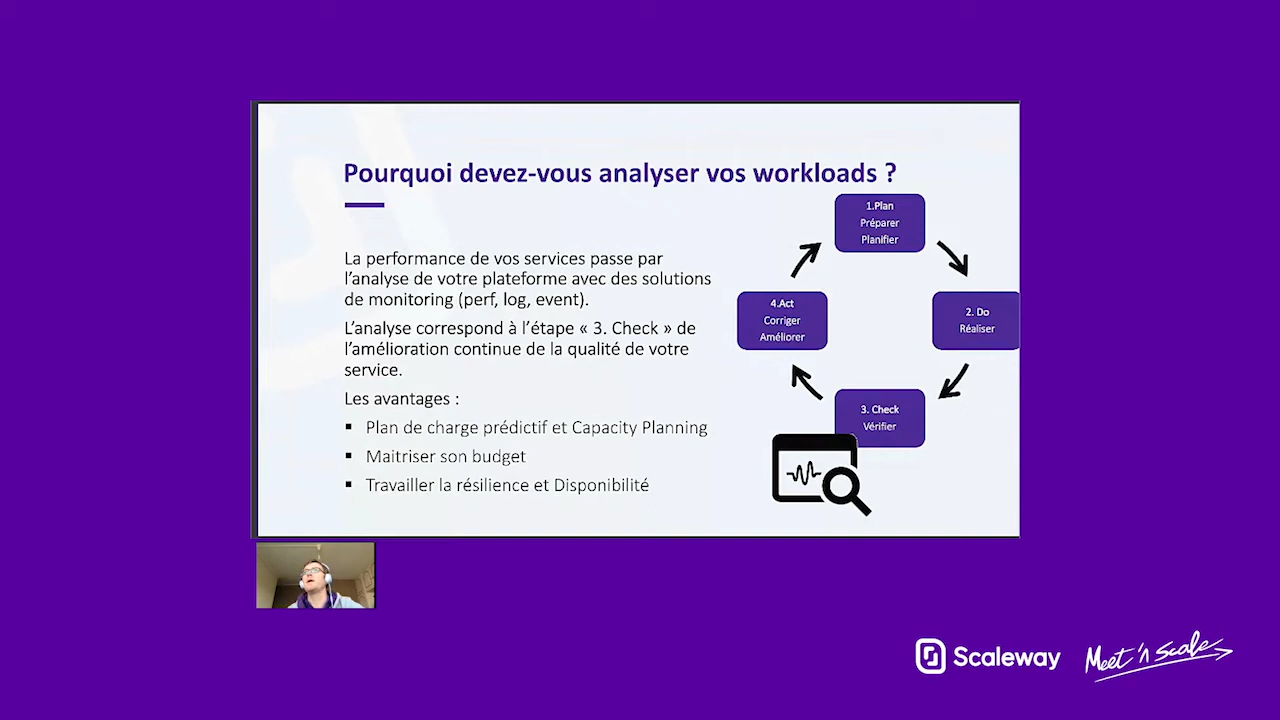 Pourquoi devez-vous analyser vos workloads ?
La performance de vos services passe par
l'analyse de votre plateforme avec des solutions
de monitoring (perf, log, event).
L'analyse correspond à l'étape « 3. Check » de
l'amélioration continue de la qualité de votre
service.
Les avantages :
▪ Plan de charge prédictif et Capacity Planning
▪ Maitriser son budget
▪ Travailler la résilience et Disponibilité
1.Plan
Préparer
Planifier
2. Do
Réaliser
3. Check
Vérifier
4.Act
Corriger
Améliorer
Scaleway
Meet 'n Scale